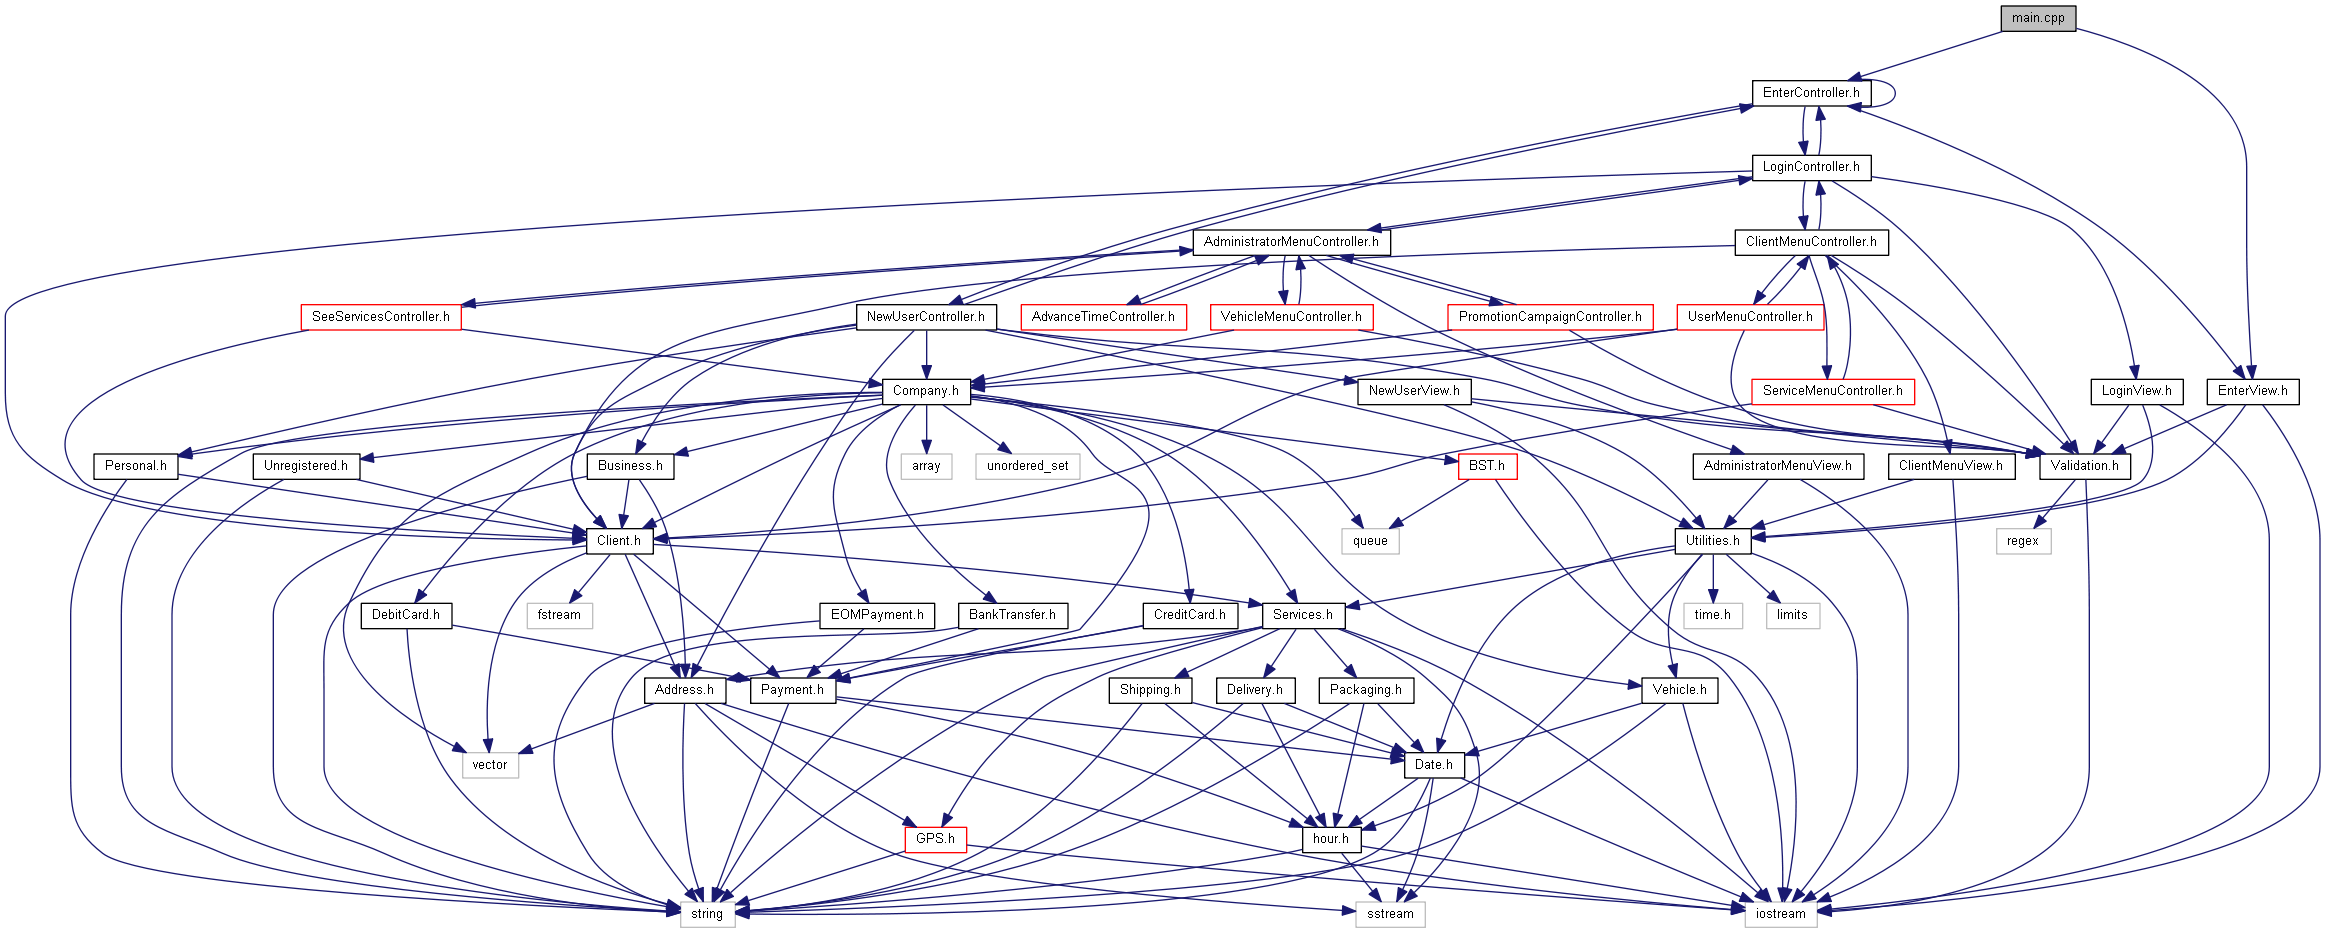 main.cpp
EnterController.h
LoginController.h
AdministratorMenuController.h
ClientMenuController.h
SeeServicesController.h
NewUserController.h
AdvanceTimeController.h
VehicleMenuController.h
PromotionCampaignController.h
UserMenuController.h
Company.h
NewUserView.h
ServiceMenuController.h
LoginView.h
EnterView.h
Personal.h
Unregistered.h
Business.h
array
unordered_set
BST.h
AdministratorMenuView.h
ClientMenuView.h
Validation.h
Client.h
queue
Utilities.h
regex
DebitCard.h
fstream
EOMPayment.h
BankTransfer.h
CreditCard.h
Services.h
time.h
limits
Address.h
Payment.h
Shipping.h
Delivery.h
Packaging.h
Vehicle.h
vector
Date.h
GPS.h
hour.h
string
sstream
iostream